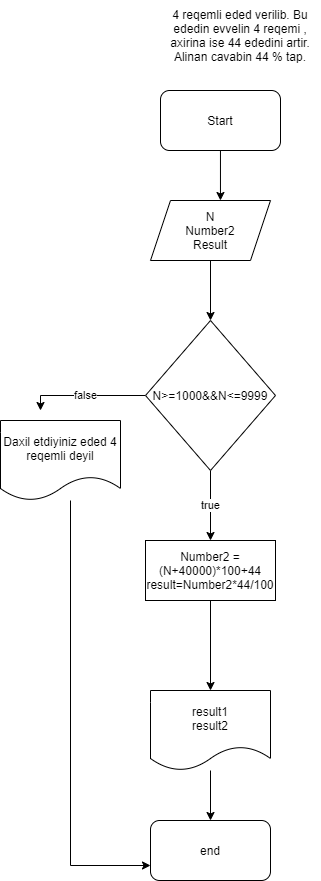 4 reqemli eded verilib. Bu
ededin evvelin 4 reqemi ,
axirina ise 44 ededini artir.
Alinan cavabin 44 % tap.
Start
N
Number2
Result
N>=1000&&N<=9999
false
Daxil etdiyiniz eded 4
reqemli deyil
true
Number2 =
(N+40000)*100+44
result=Number2*44/100
result1
result2
end